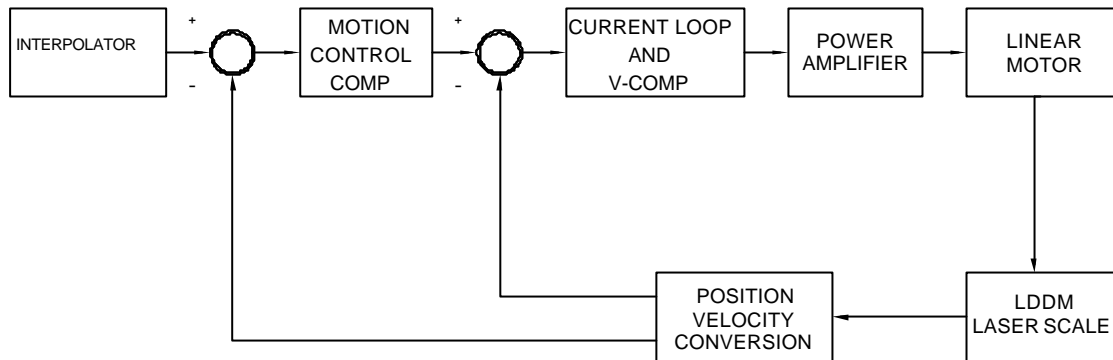 +
INTERPOLATOR
-
MOTION
CONTROL
COMP
+
-
CURRENT LOOP
AND
V-COMP
POWER
AMPLIFIER
LINEAR
MOTOR
POSITION
VELOCITY
CONVERSION
LDDM
LASER SCALE